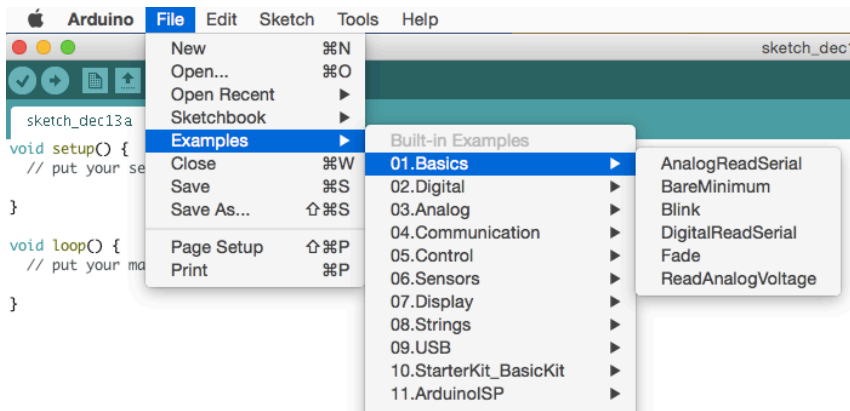 Arduino File Edit Sketch Tools Help
sketch_dec1
sketch_dec13a
void setup() {
// put your se
}
void loop() {
// put your ma
}
New ⌘N
Open... ⌘O
Open Recent ▶
Sketchbook ▶
Examples ▶
Close ⌘W
Save ⌘S
Save As... ⇧⌘S
Page Setup ⇧⌘P
Print ⌘P
Built-in Examples
01.Basics ▶
02.Digital ▶
03.Analog ▶
04.Communication ▶
05.Control ▶
06.Sensors ▶
07.Display ▶
08.Strings ▶
09.USB ▶
10.StarterKit_BasicKit ▶
11.ArduinoISP ▶
AnalogReadSerial
BareMinimum
Blink
DigitalReadSerial
Fade
ReadAnalogVoltage